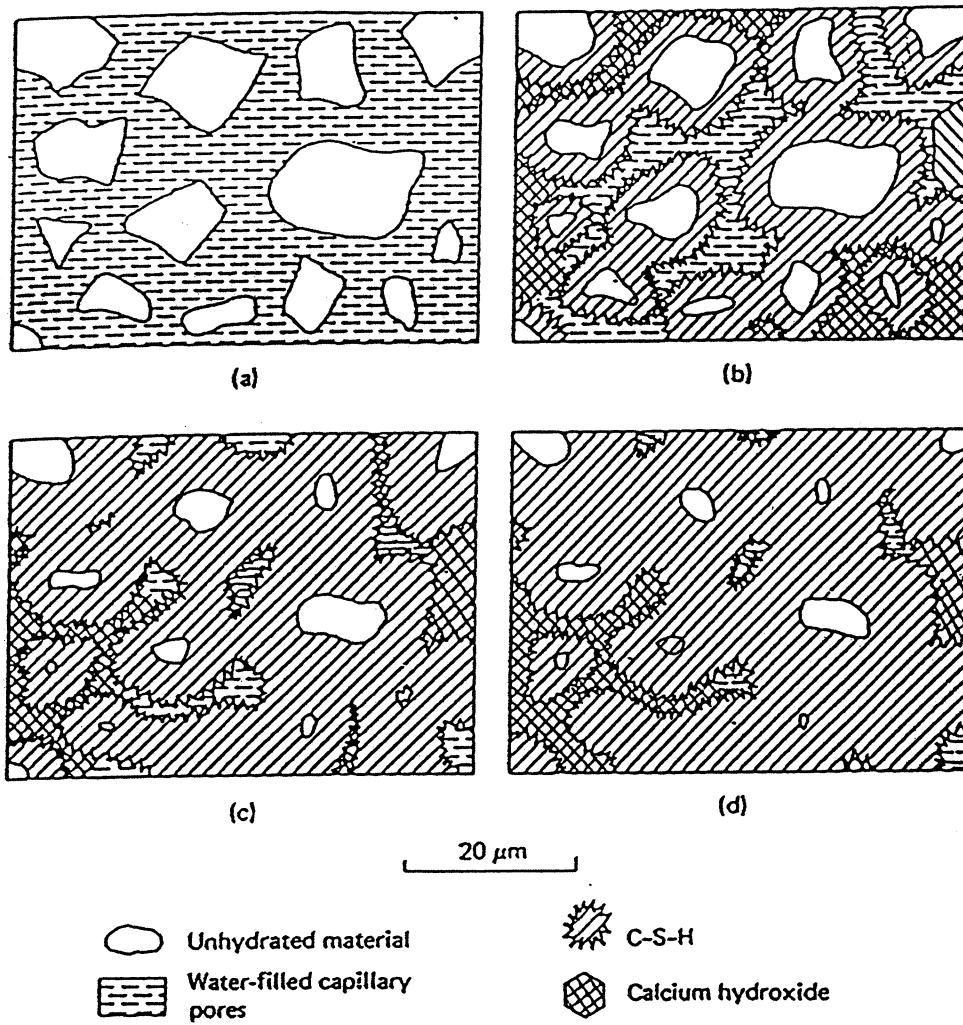 (a)
(b)
(c)
(d)
20 μm
Unhydrated material
C-S-H
Water-filled capillary
pores
Calcium hydroxide